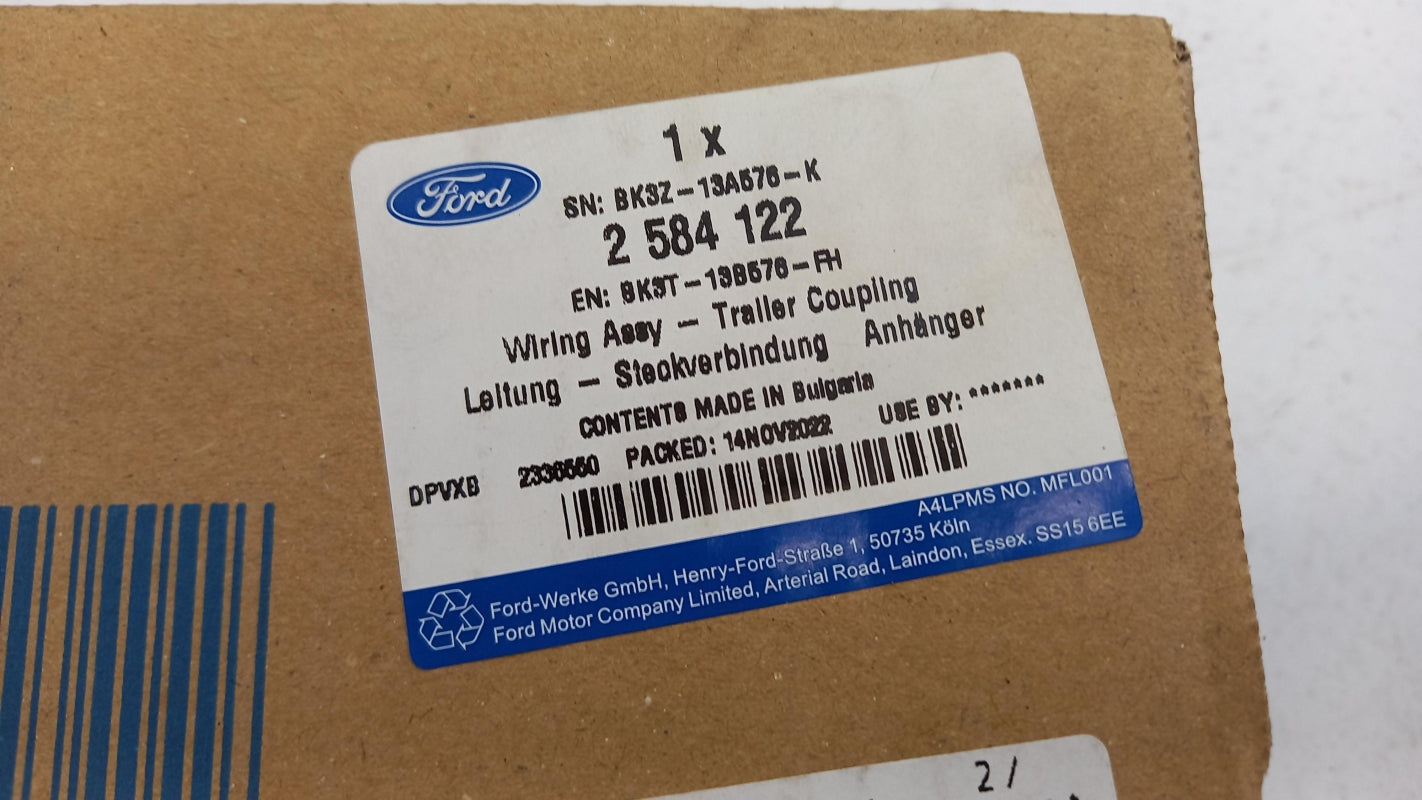 Ford
1 x
SN: BK3Z-13A576-K
2 584 122
EN: BK3T-13B576-FH
Wiring Assy - Trailer Coupling
Leitung - Steckverbindung Anhänger
CONTENTS MADE IN Bulgaria
PACKED: 14NOV2022 USE BY: *******
DPVXB 2336550
A4LPMS NO. MFL001
Ford-Werke GmbH, Henry-Ford-Straße 1, 50735 Köln
Ford Motor Company Limited, Arterial Road, Laindon, Essex. SS15 6EE
21